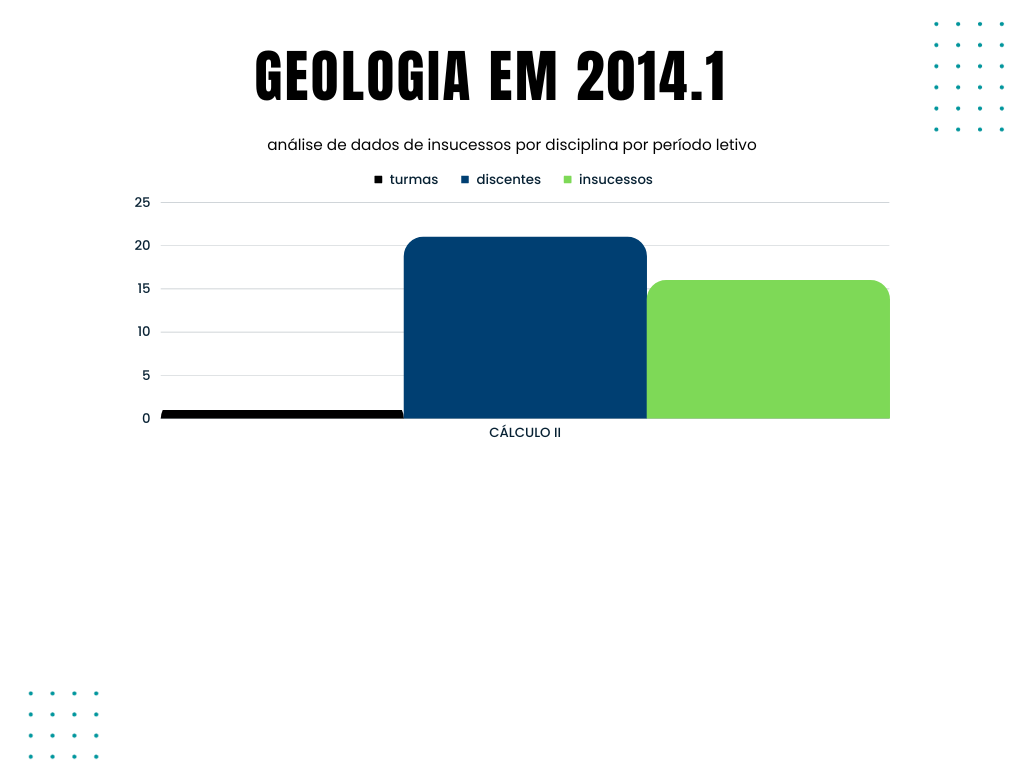 GEOLOGIA EM 2014.1
análise de dados de insucessos por disciplina por período letivo
turmas discentes insucessos
25
20
15
10
5
0
CÁLCULO II